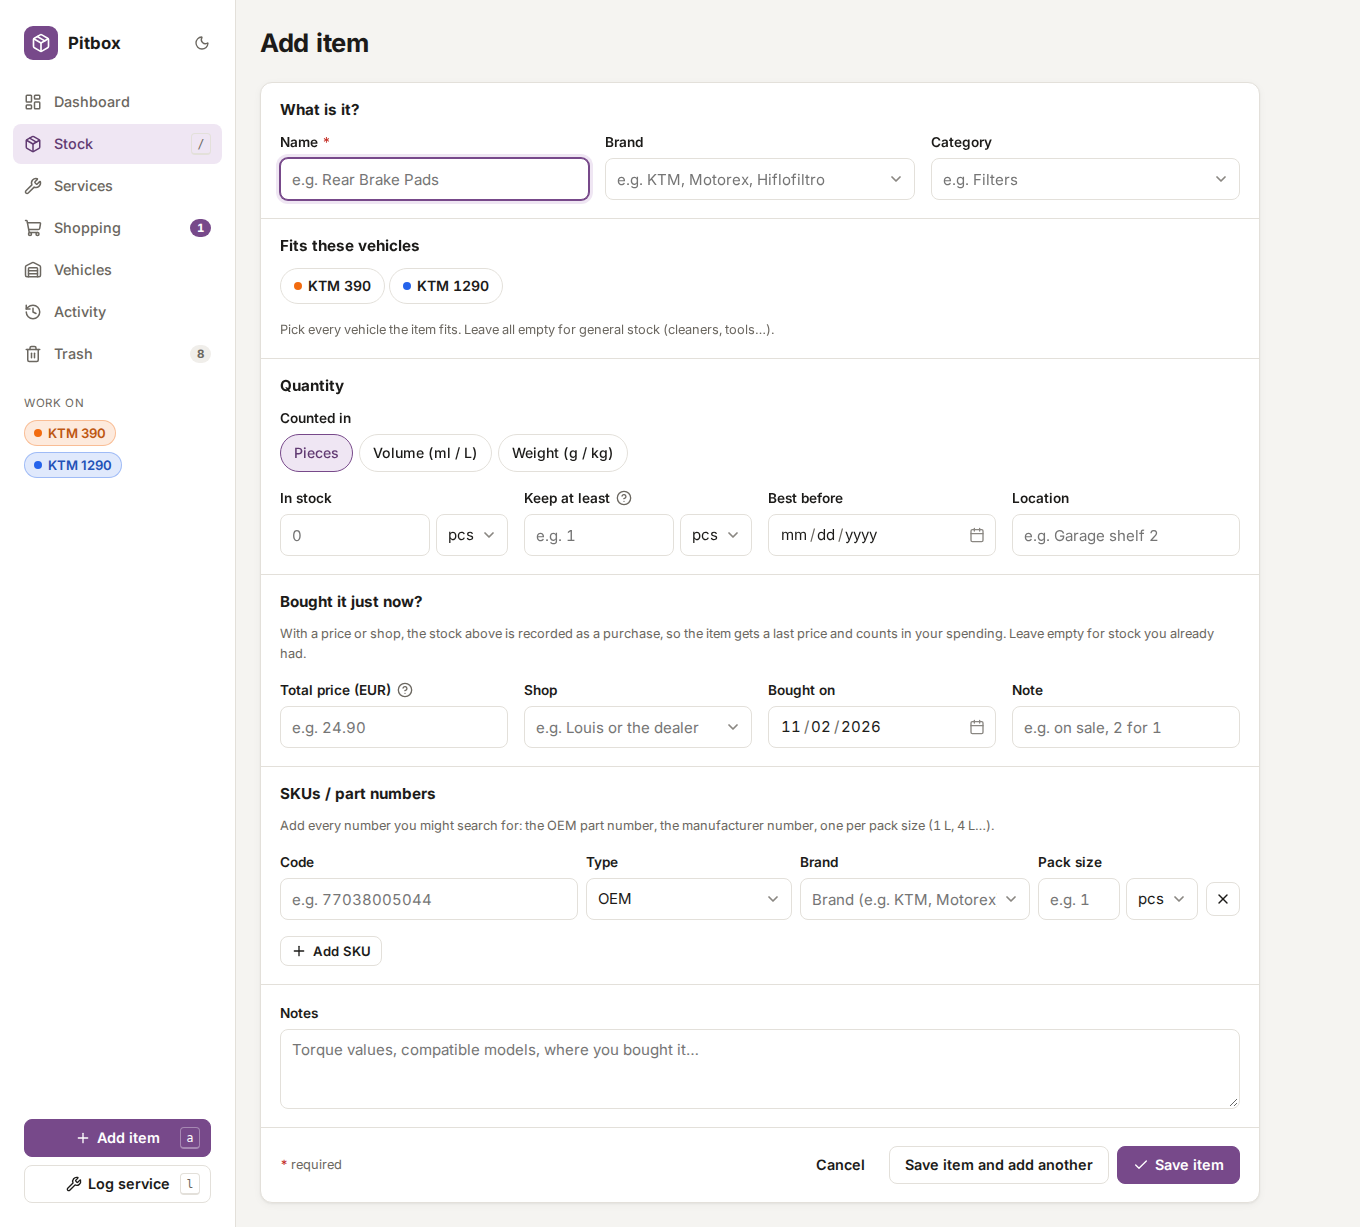 Pitbox
Dashboard
Stock /
Services
Shopping 1
Vehicles
Activity
Trash 8
WORK ON
KTM 390
KTM 1290
+ Add item a
Log service l
Add item
What is it?
Name * Brand Category
e.g. Rear Brake Pads e.g. KTM, Motorex, Hiflofiltro e.g. Filters
Fits these vehicles
KTM 390 KTM 1290
Pick every vehicle the item fits. Leave all empty for general stock (cleaners, tools...).
Quantity
Counted in
Pieces Volume (ml / L) Weight (g / kg)
In stock Keep at least ? Best before Location
0 pcs e.g. 1 pcs mm/dd/yyyy e.g. Garage shelf 2
Bought it just now?
With a price or shop, the stock above is recorded as a purchase, so the item gets a last price and counts in your spending. Leave empty for stock you already
had.
Total price (EUR) ? Shop Bought on Note
e.g. 24.90 e.g. Louis or the dealer 11/02/2026 e.g. on sale, 2 for 1
SKUs / part numbers
Add every number you might search for: the OEM part number, the manufacturer number, one per pack size (1 L, 4 L...).
Code Type Brand Pack size
e.g. 77038005044 OEM Brand (e.g. KTM, Motorex e.g. 1 pcs
+ Add SKU
Notes
Torque values, compatible models, where you bought it...
* required Cancel Save item and add another Save item